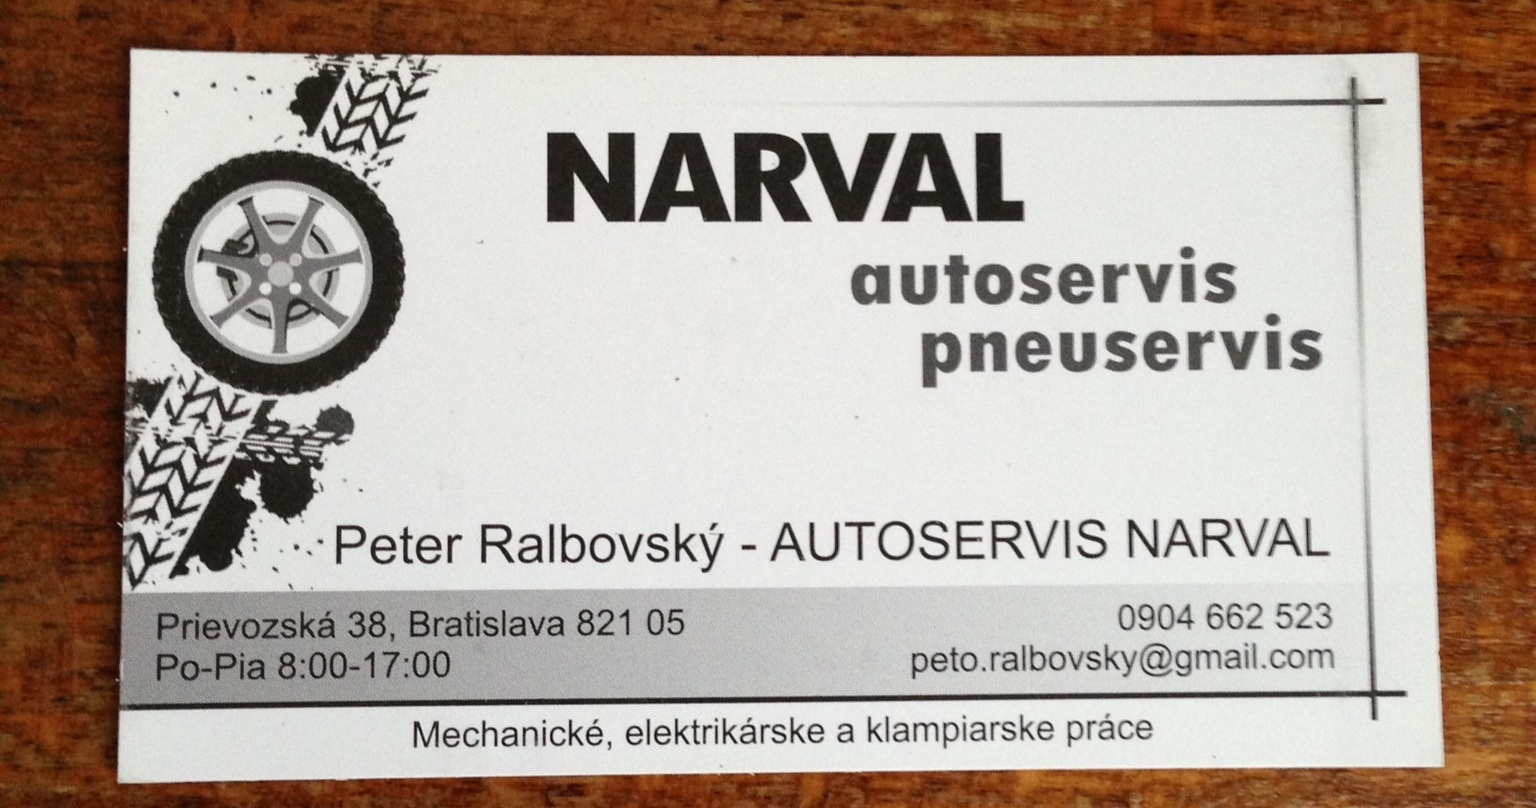 NARVAL
autoservis
pneuservis
Peter Ralbovský - AUTOSERVIS NARVAL
Prievozská 38, Bratislava 821 05
Po-Pia 8:00-17:00
0904 662 523
peto.ralbovsky@gmail.com
Mechanické, elektrikárske a klampiarske práce